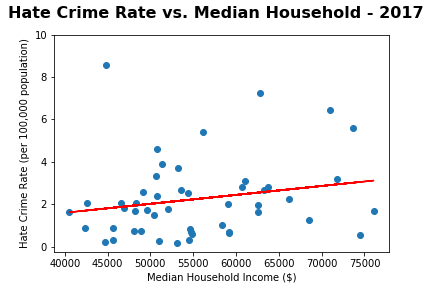 Hate Crime Rate vs. Median Household - 2017
Hate Crime Rate (per 100,000 population)
10
8
6
4
2
0
40000 45000 50000 55000 60000 65000 70000 75000
Median Household Income ($)